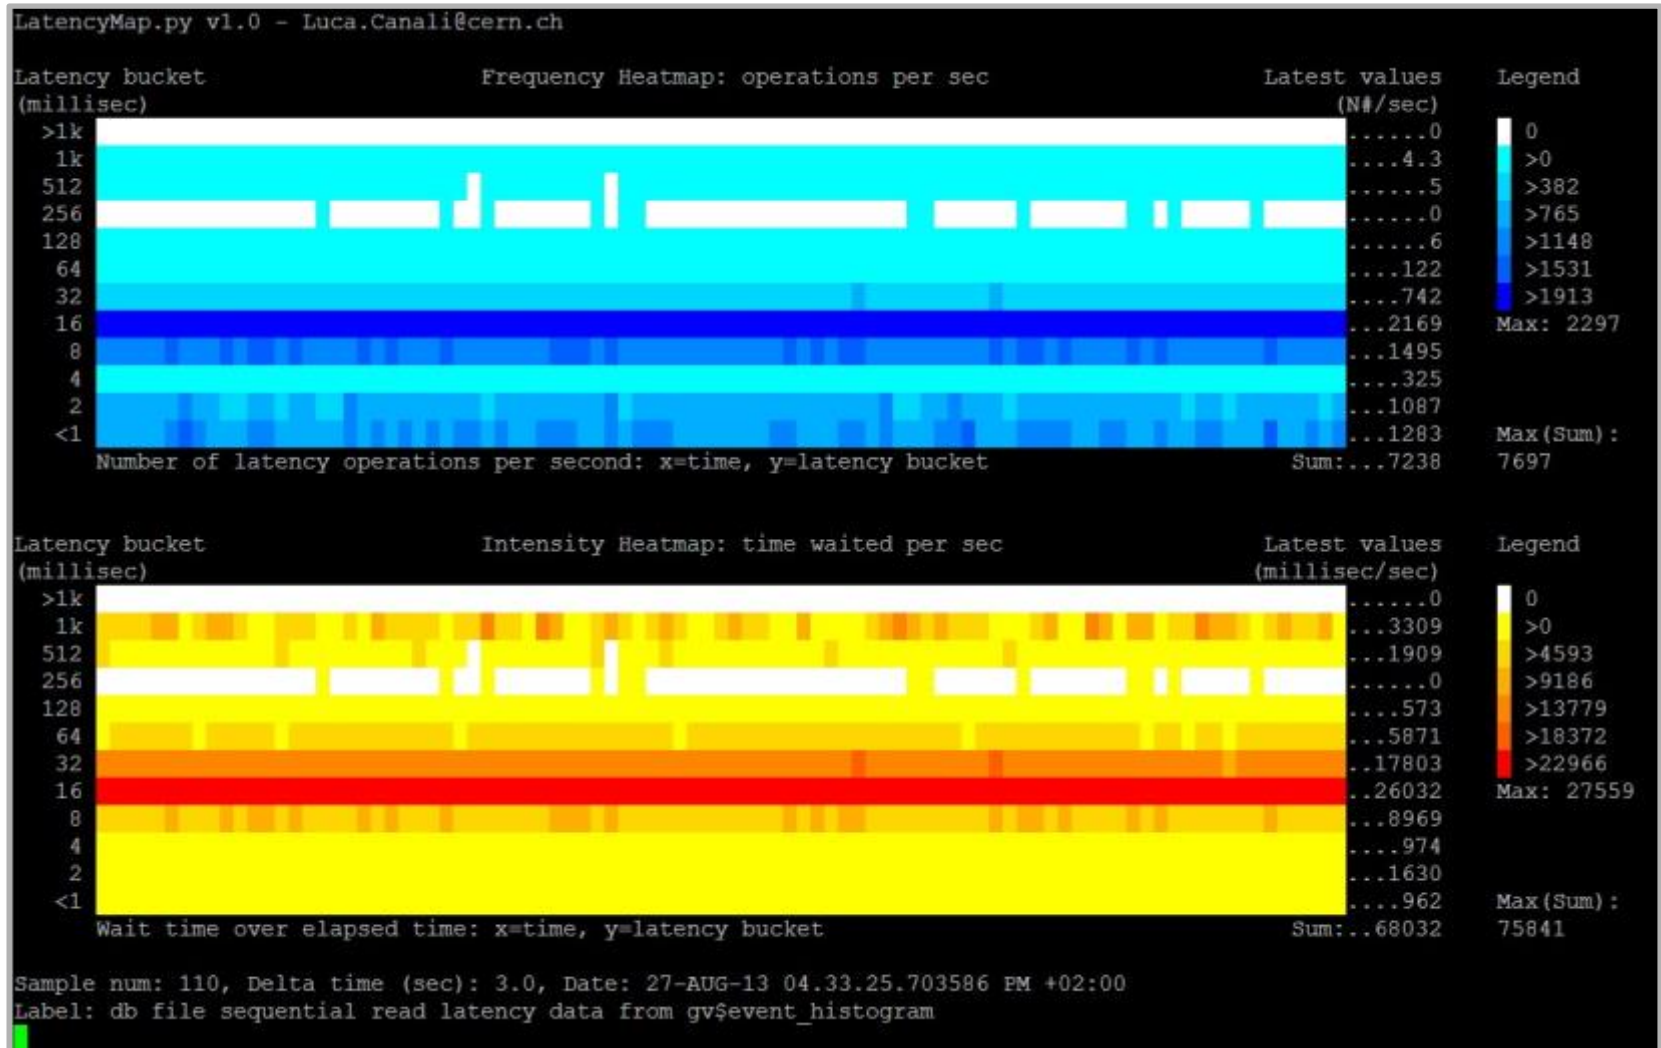 LatencyMap.py v1.0 - Luca.Canali@cern.ch
Latency bucket Frequency Heatmap: operations per sec Latest values Legend
(millisec) (N#/sec)
>1k ......0 0
1k ....4.3 >0
512 ......5 >382
256 ......0 >765
128 ......6 >1148
64 ....122 >1531
32 ....742 >1913
16 ...2169 Max: 2297
8 ...1495
4 ....325
2 ...1087
<1 ...1283 Max(Sum):
Number of latency operations per second: x=time, y=latency bucket Sum:...7238 7697
Latency bucket Intensity Heatmap: time waited per sec Latest values Legend
(millisec) (millisec/sec)
>1k ......0 0
1k ...3309 >0
512 ...1909 >4593
256 ......0 >9186
128 ....573 >13779
64 ...5871 >18372
32 ..17803 >22966
16 ..26032 Max: 27559
8 ...8969
4 ....974
2 ...1630
<1 ....962 Max(Sum):
Wait time over elapsed time: x=time, y=latency bucket Sum:..68032 75841
Sample num: 110, Delta time (sec): 3.0, Date: 27-AUG-13 04.33.25.703586 PM +02:00
Label: db file sequential read latency data from gv$event_histogram